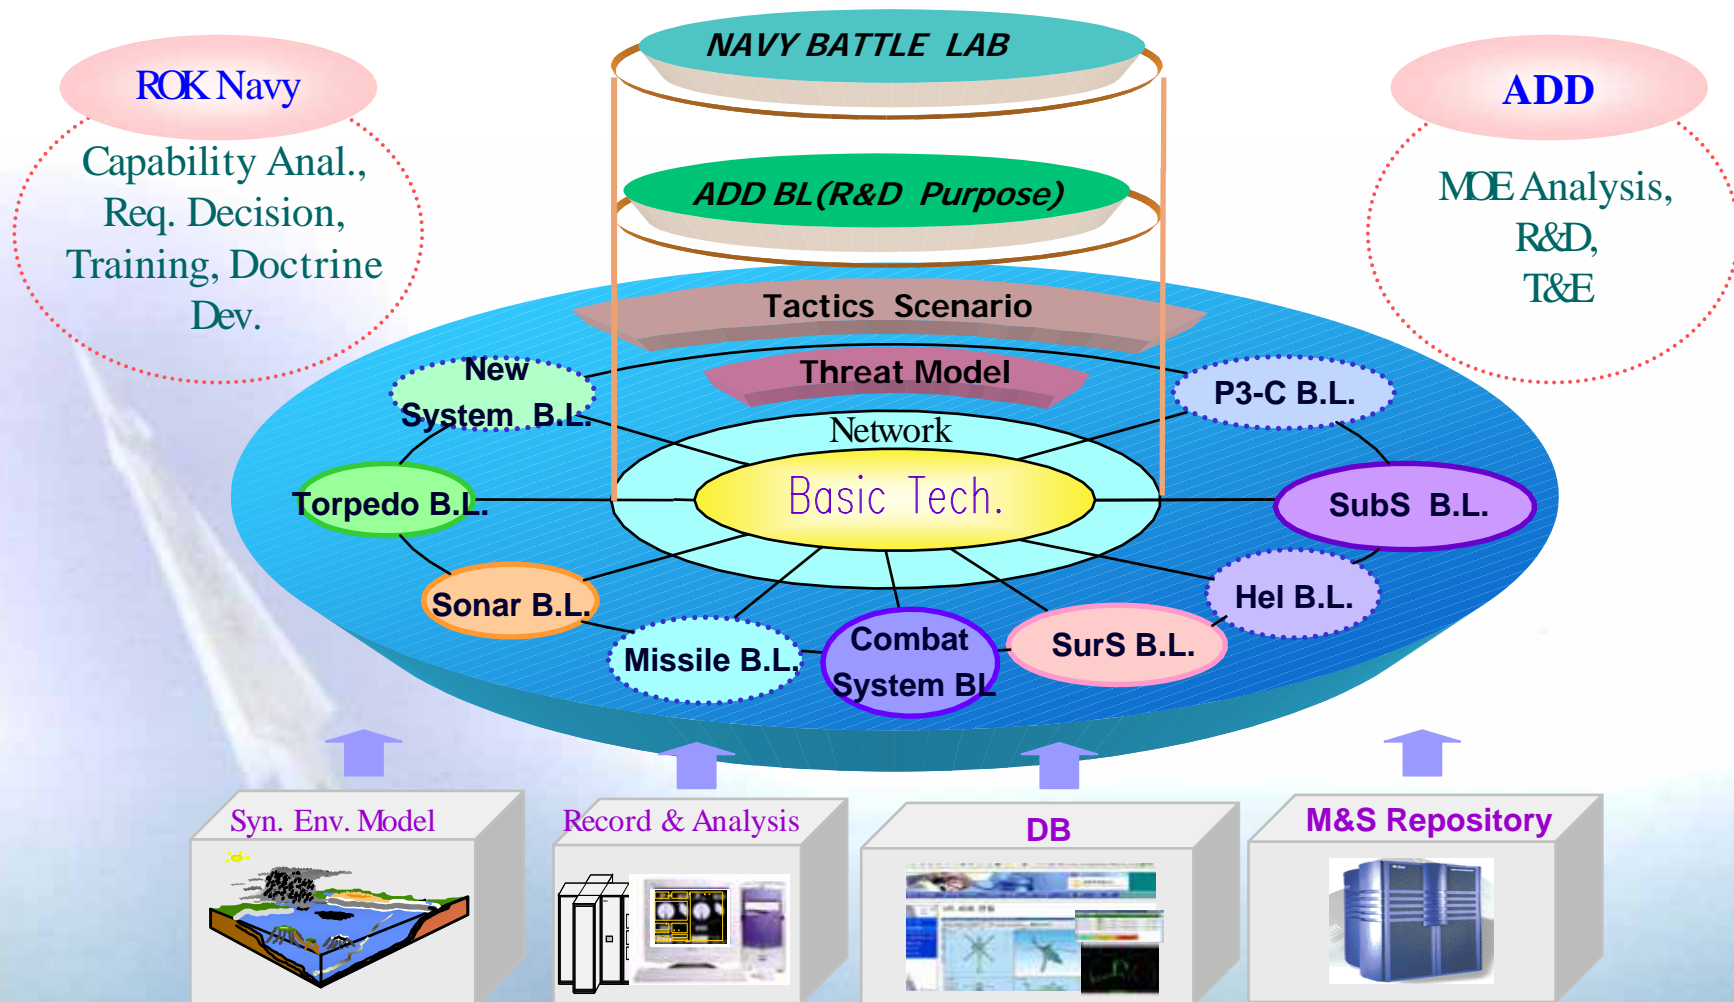 NAVY BATTLE LAB
ROK Navy
ADD
Capability Anal.,
Req. Decision,
Training, Doctrine
Dev.
ADD BL(R&D Purpose)
MOE Analysis,
R&D,
T&E
Tactics Scenario
Threat Model
New
System B.L.
P3-C B.L.
Network
Basic Tech.
Torpedo B.L.
SubS B.L.
Sonar B.L.
Hel B.L.
Missile B.L.
Combat
System BL
SurS B.L.
Syn. Env. Model
Record & Analysis
DB
M&S Repository